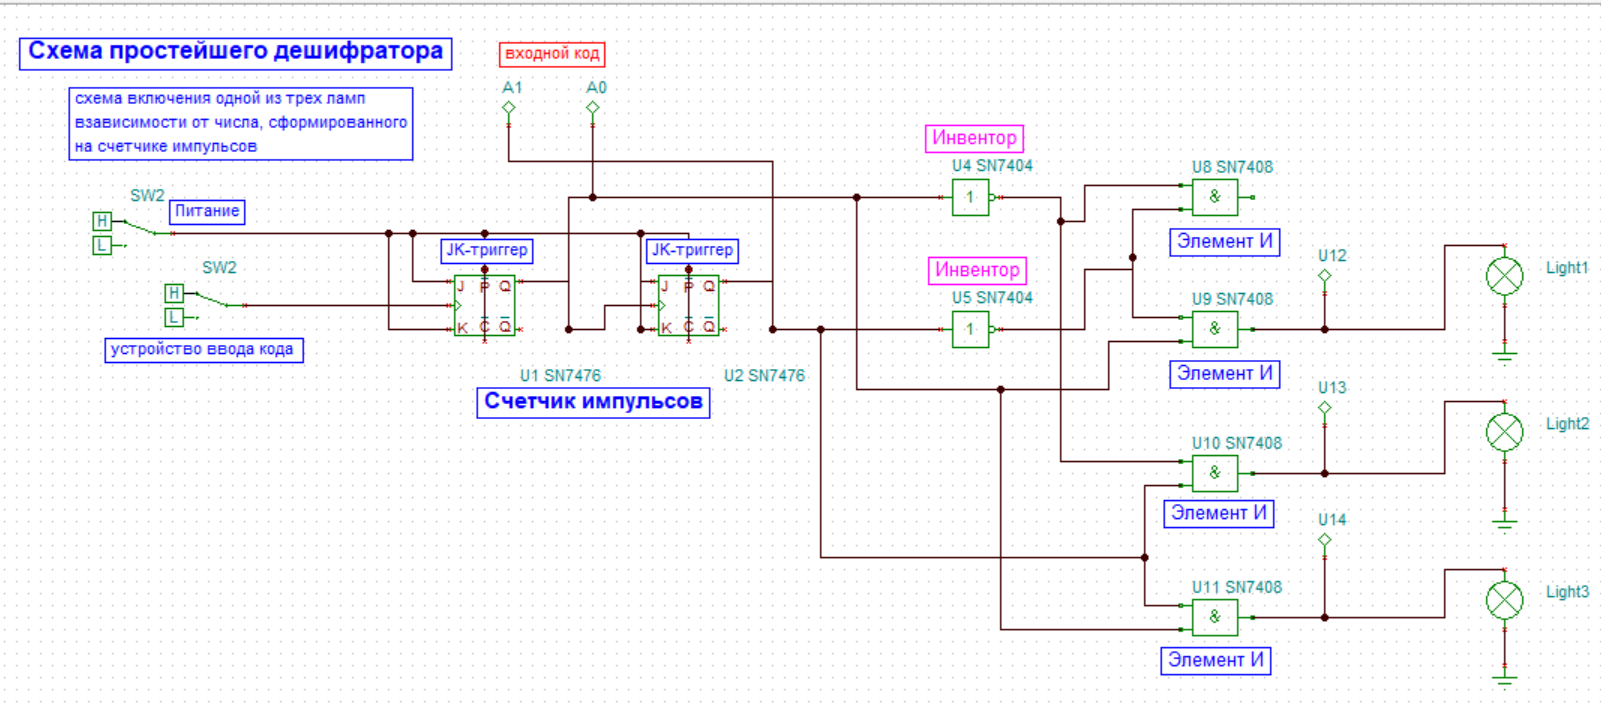 Схема простейшего дешифратора
входной код
A1
A0
схема включения одной из трех ламп
взависимости от числа, сформированного
на счетчике импульсов
Инвентор
U4 SN7404
1
U8 SN7408
&
SW2
Питание
H
L
Элемент И
JK-триггер
JK-триггер
SW2
H
L
J P Q
K C Q
J P Q
K C Q
Инвентор
U5 SN7404
1
U9 SN7408
&
U12
Light1
устройство ввода кода
U1 SN7476
U2 SN7476
Счетчик импульсов
Элемент И
U13
Light2
U10 SN7408
&
Элемент И
U14
U11 SN7408
&
Light3
Элемент И